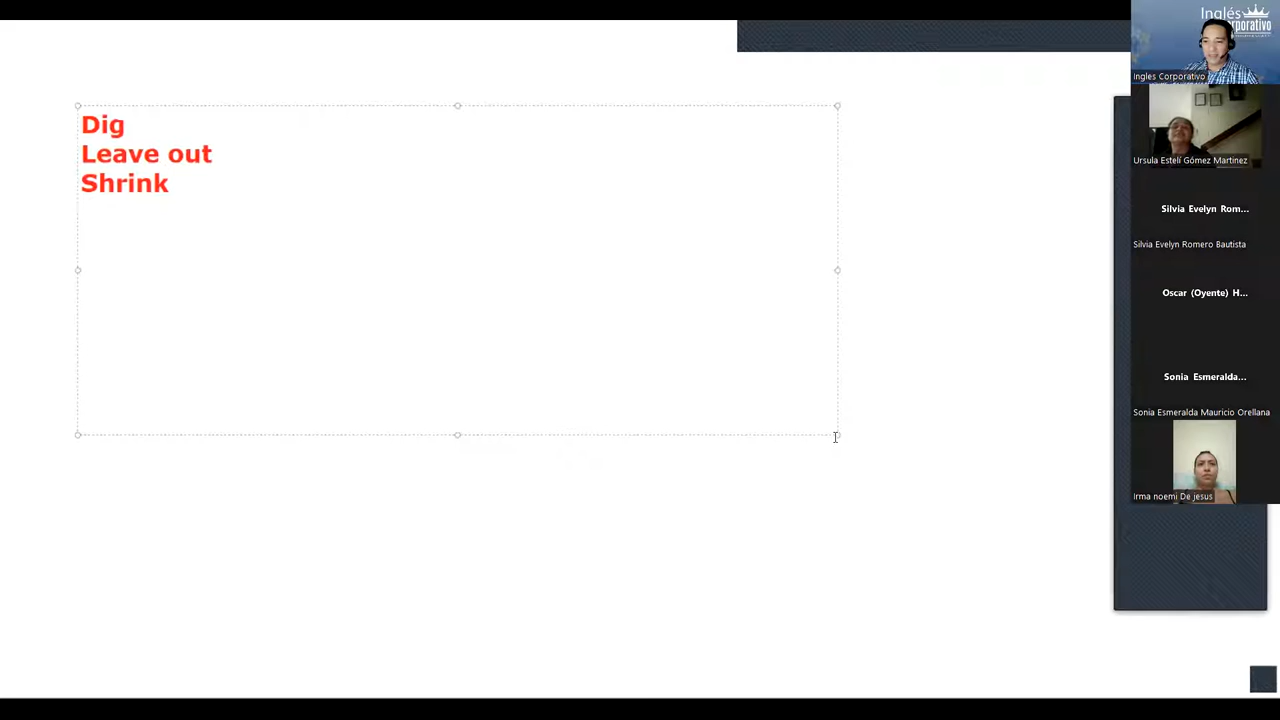 Dig
Leave out
Shrink
Inglés
Corporativo
Ingles Corporativo
Ursula Estelí Gómez Martinez
Silvia Evelyn Rom...
Silvia Evelyn Romero Bautista
Oscar (Oyente) H...
Sonia Esmeralda...
Sonia Esmeralda Mauricio Orellana
Irma noemi De jesus